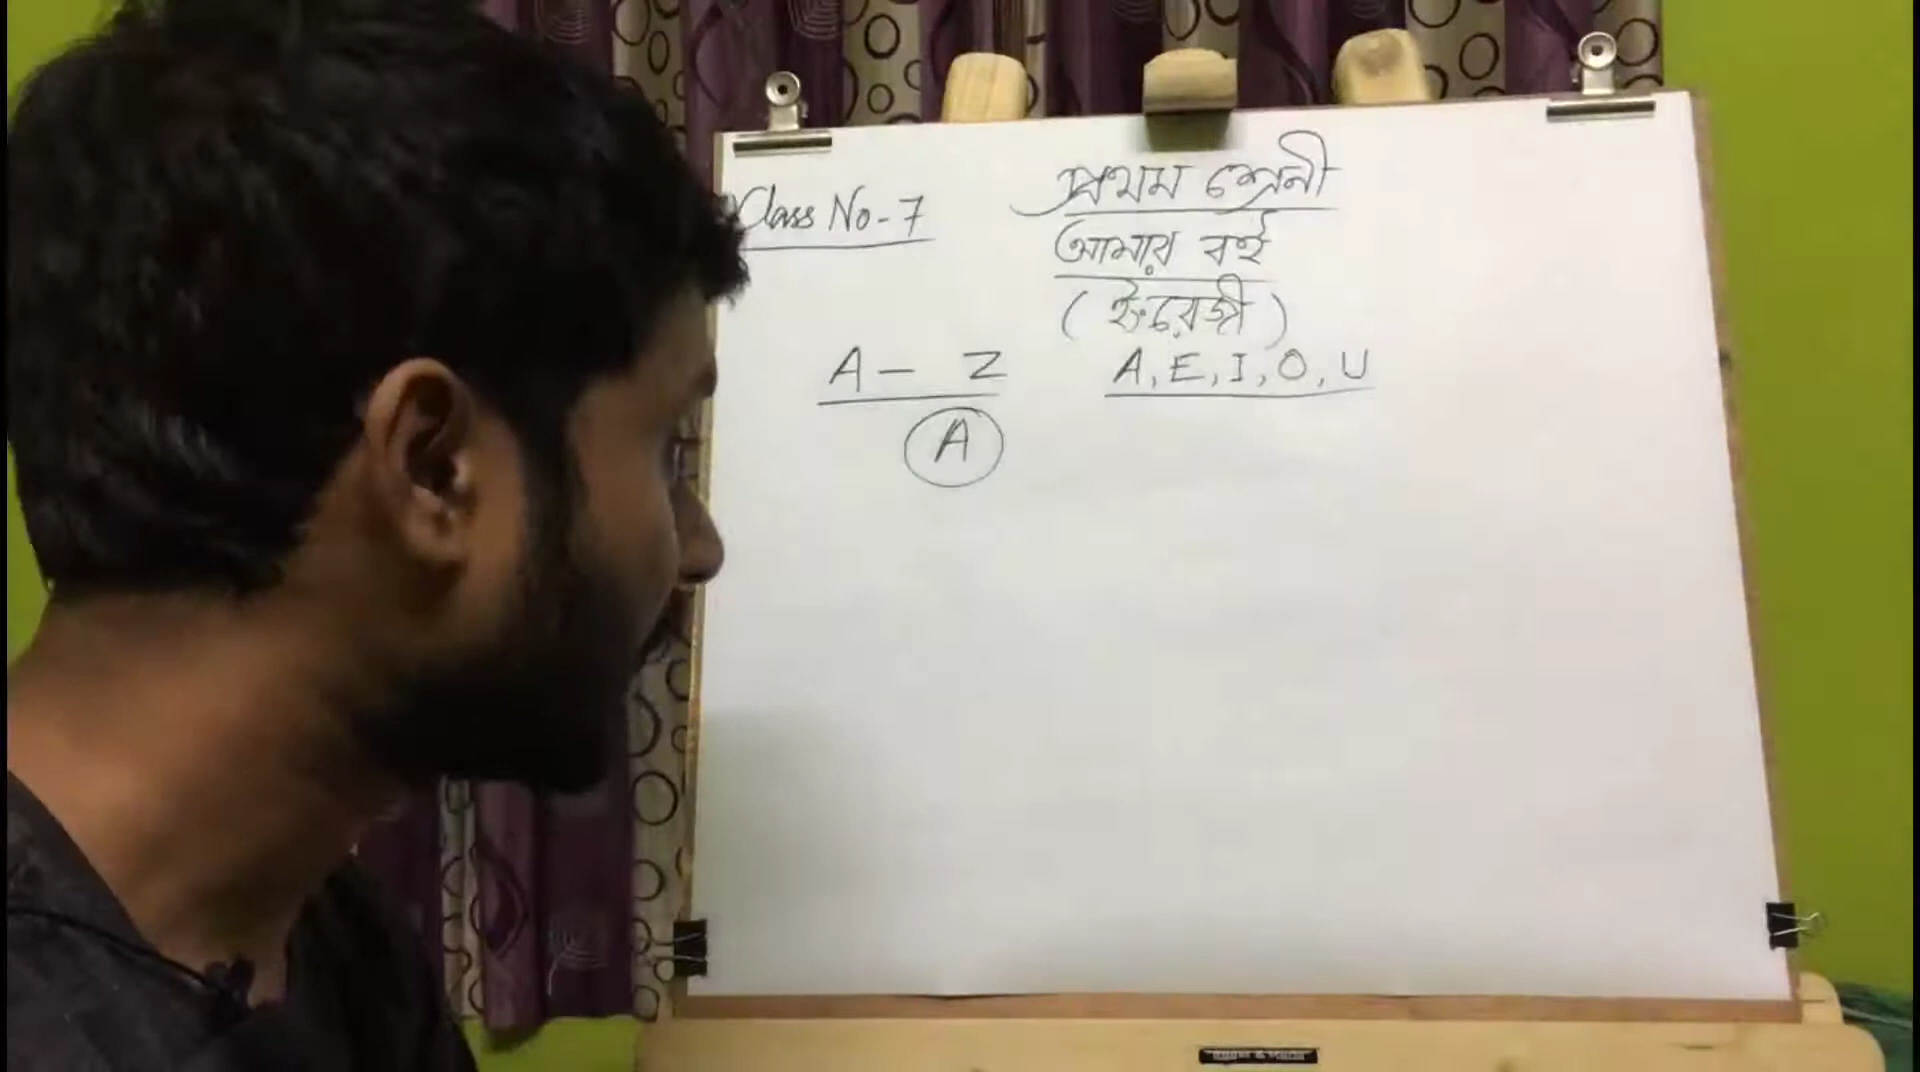 Class No-7
প্রথম শ্রেনী
আমার বই
(ইংরেজী)
A - Z
A, E, I, O, U
A